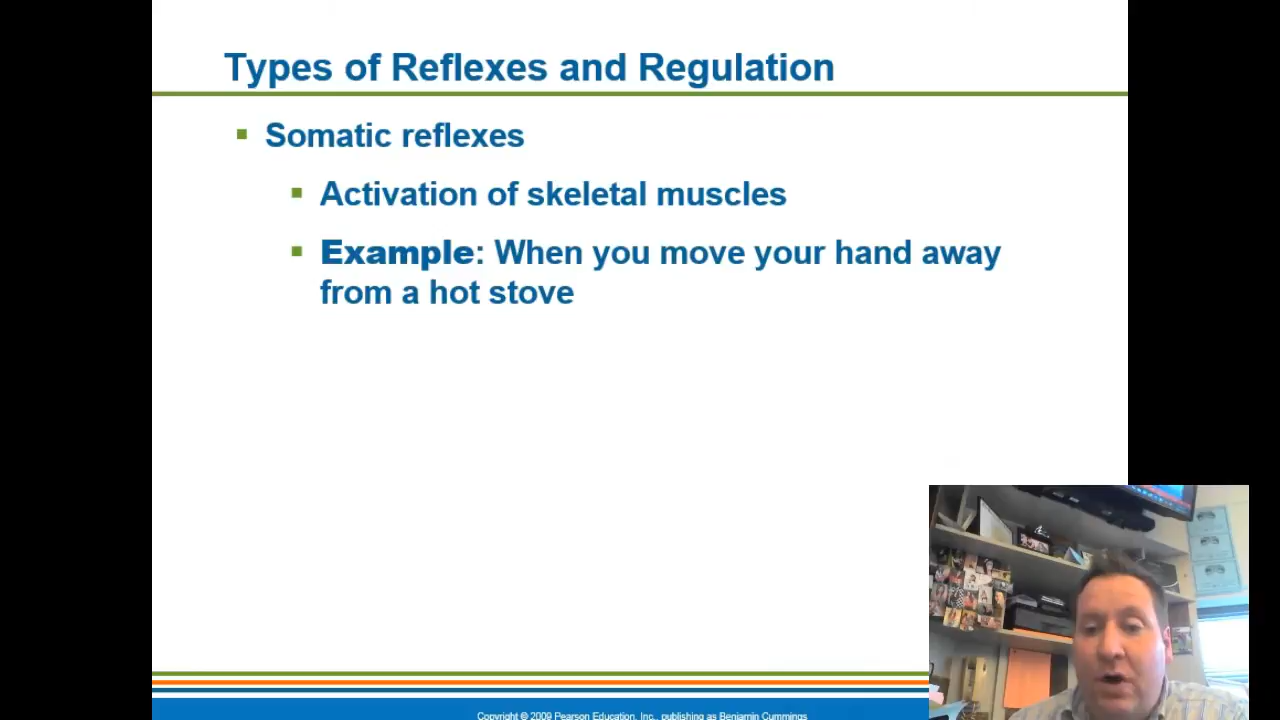 Types of Reflexes and Regulation
Somatic reflexes
Activation of skeletal muscles
Example: When you move your hand away
from a hot stove
Copyright © 2009 Pearson Education, Inc., publishing as Benjamin Cummings